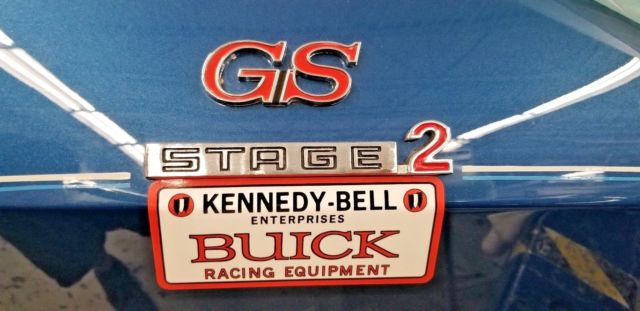 GS
STAGE 2
KENNEDY-BELL
ENTERPRISES
BUICK
RACING EQUIPMENT